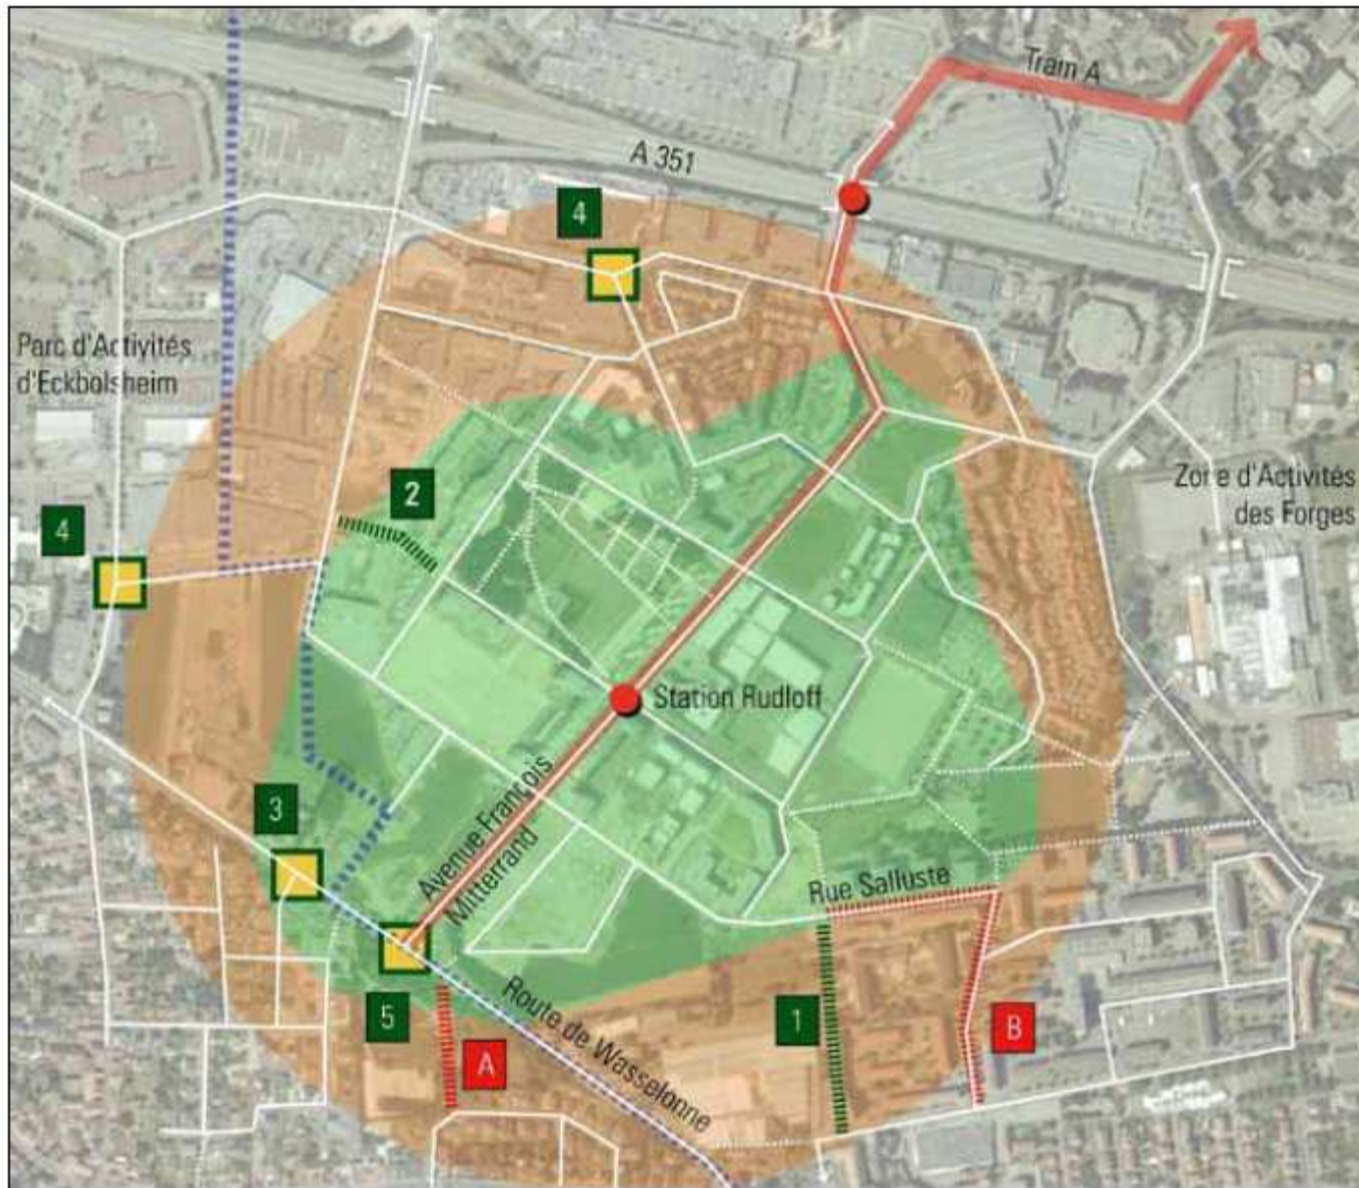 Tram A
A 351
4
Parc d'Activités
d'Eckbolsheim
2
Zone d'Activités
des Forges
4
Station Rudloff
3
Avenue François
Mitterrand
Rue Salluste
5
Route de Wasselonne
1
B
A